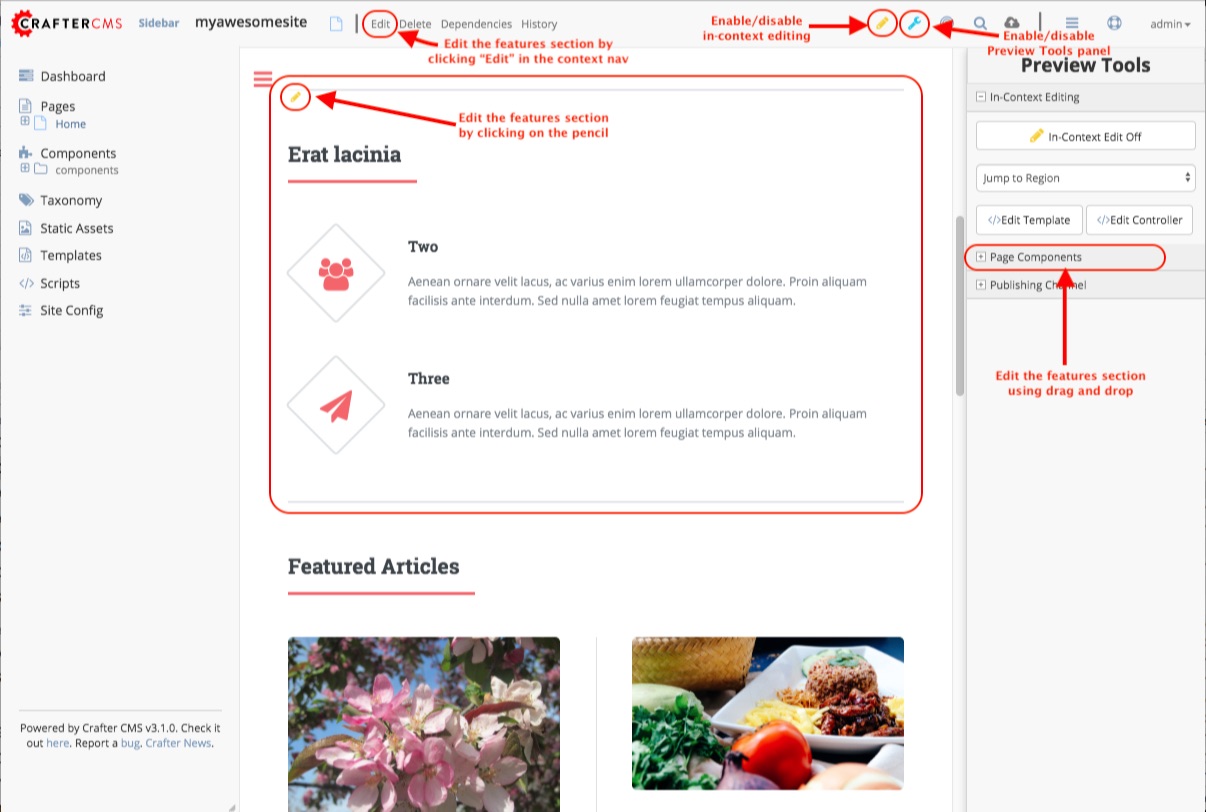 CRAFTERCMS Sidebar myawesomesite Edit Delete Dependencies History admin
Enable/disable
in-context editing
Enable/disable
Preview Tools panel
Edit the features section by
clicking "Edit" in the context nav
Dashboard
Pages
Home
Components
components
Taxonomy
Static Assets
Templates
Scripts
Site Config
Powered by Crafter CMS v3.1.0. Check it
out here. Report a bug. Crafter News.
Edit the features section
by clicking on the pencil
Erat lacinia
Two
Aenean ornare velit lacus, ac varius enim lorem ullamcorper dolore. Proin aliquam
facilisis ante interdum. Sed nulla amet lorem feugiat tempus aliquam.
Three
Aenean ornare velit lacus, ac varius enim lorem ullamcorper dolore. Proin aliquam
facilisis ante interdum. Sed nulla amet lorem feugiat tempus aliquam.
Featured Articles
Preview Tools
In-Context Editing
In-Context Edit Off
Jump to Region
</>Edit Template </>Edit Controller
Page Components
Publishing Channel
Edit the features section
using drag and drop